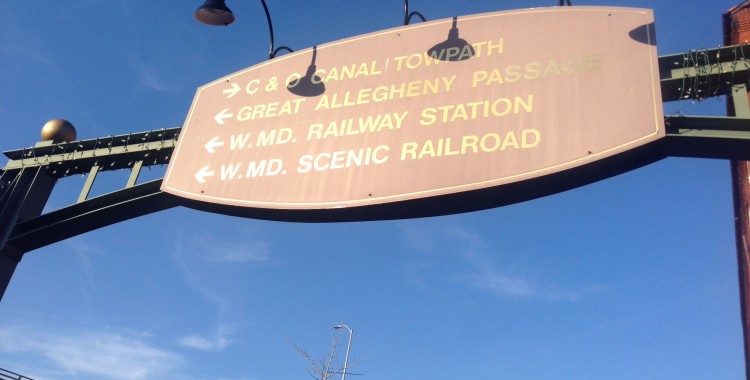 → C & O CANAL TOWPATH
← GREAT ALLEGHENY PASSAGE
← W.MD. RAILWAY STATION
← W.MD. SCENIC RAILROAD